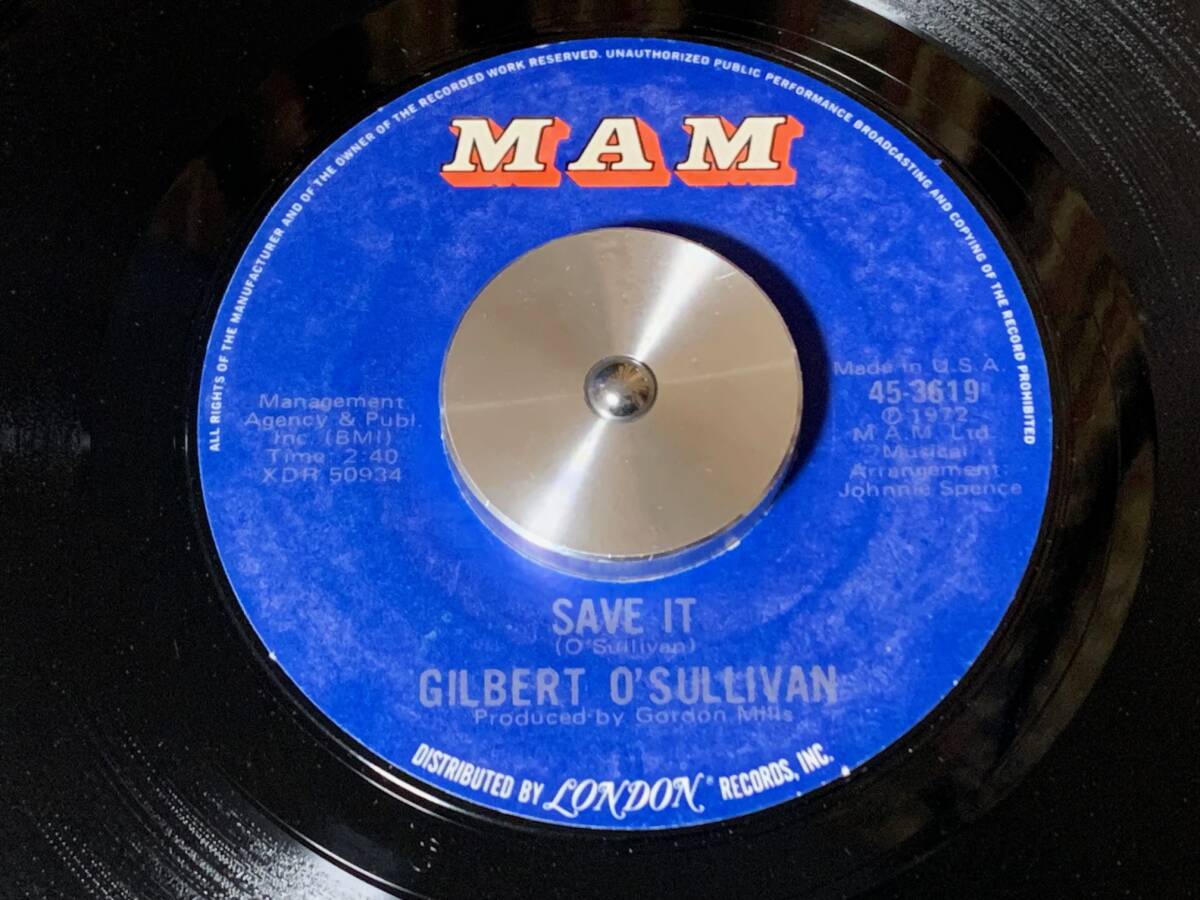 ALL RIGHTS OF THE MANUFACTURER AND OF THE OWNER OF THE RECORDED WORK RESERVED. UNAUTHORIZED PUBLIC PERFORMANCE BROADCASTING AND COPYING OF THE RECORD PROHIBITED
MAM
Management
Agency & Publ.
Inc. (BMI)
Time: 2:40
XDR 50934
Made in U.S.A.
45-3619
℗ 1972
M.A.M. Ltd.
Musical
Arrangement:
Johnnie Spence
SAVE IT
(O'Sullivan)
GILBERT O'SULLIVAN
Produced by Gordon Mills
DISTRIBUTED BY LONDON® RECORDS, INC.